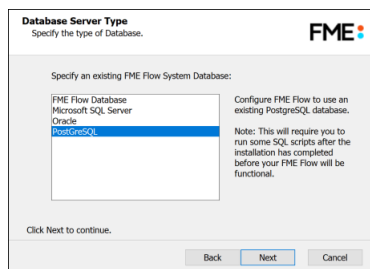 Database Server Type
Specify the type of Database.
FME
Specify an existing FME Flow System Database:
FME Flow Database
Microsoft SQL Server
Oracle
PostGreSQL
Configure FME Flow to use an
existing PostgreSQL database.
Note: This will require you to
run some SQL scripts after the
installation has completed
before your FME Flow will be
functional.
Click Next to continue.
Back
Next
Cancel